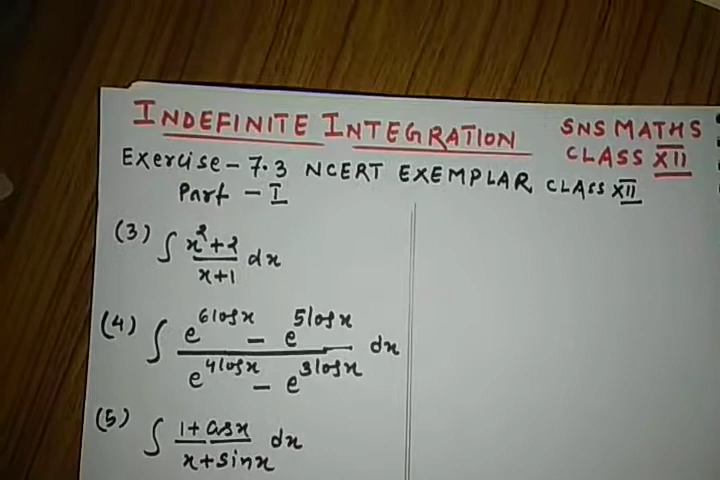 INDEFINITE INTEGRATION
SNS MATHS
CLASS XII
Exercise - 7.3 NCERT EXEMPLAR CLASS XII
Part - I
(3) ∫ x²+2 / x+1 dx
(4) ∫ e^6logx - e^5logx / e^4logx - e^3logx dx
(5) ∫ 1+cosx / x+sinx dx